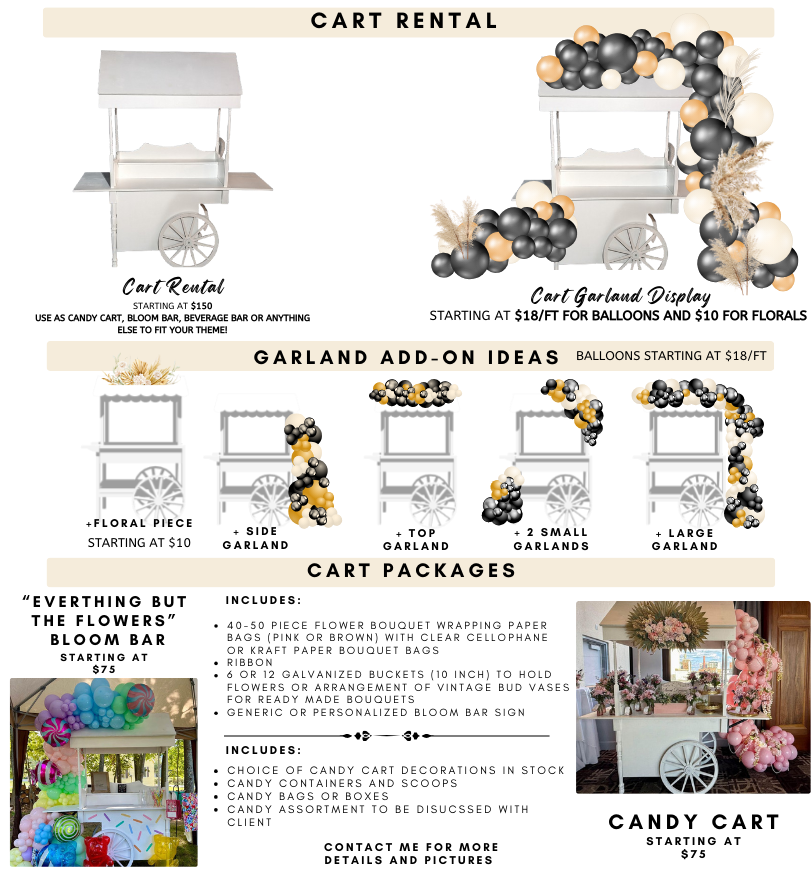 CART RENTAL
Cart Rental
STARTING AT $150
USE AS CANDY CART, BLOOM BAR, BEVERAGE BAR OR ANYTHING
ELSE TO FIT YOUR THEME!
Cart Garland Display
STARTING AT $18/FT FOR BALLOONS AND $10 FOR FLORALS
GARLAND ADD-ON IDEAS BALLOONS STARTING AT $18/FT
+FLORAL PIECE
STARTING AT $10
+ SIDE
GARLAND
+ TOP
GARLAND
+ 2 SMALL
GARLANDS
+ LARGE
GARLAND
CART PACKAGES
“EVERTHING BUT
THE FLOWERS”
BLOOM BAR
STARTING AT
$75
INCLUDES:
• 40-50 PIECE FLOWER BOUQUET WRAPPING PAPER
BAGS (PINK OR BROWN) WITH CLEAR CELLOPHANE
OR KRAFT PAPER BOUQUET BAGS
• RIBBON
• 6 OR 12 GALVANIZED BUCKETS (10 INCH) TO HOLD
FLOWERS OR ARRANGEMENT OF VINTAGE BUD VASES
FOR READY MADE BOUQUETS
• GENERIC OR PERSONALIZED BLOOM BAR SIGN
INCLUDES:
• CHOICE OF CANDY CART DECORATIONS IN STOCK
• CANDY CONTAINERS AND SCOOPS
• CANDY BAGS OR BOXES
• CANDY ASSORTMENT TO BE DISUCSSED WITH
CLIENT
CONTACT ME FOR MORE
DETAILS AND PICTURES
CANDY CART
STARTING AT
$75